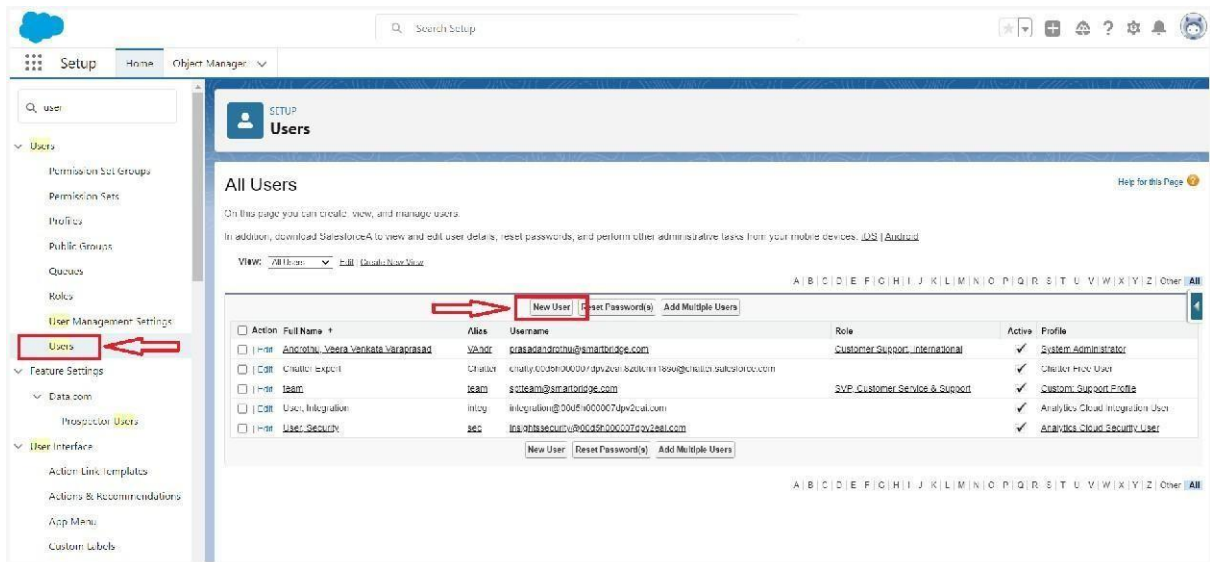 Search Setup
Setup Home Object Manager
user
SETUP
Users
Users
Permission Set Groups
Permission Sets
Profiles
Public Groups
Queues
Roles
User Management Settings
Users
Feature Settings
Data.com
Prospector Users
User Interface
Action Link Templates
Actions & Recommendations
App Menu
Custom Labels
All Users
Help for this Page
On this page you can create, view, and manage users.
In addition, download SalesforceA to view and edit user details, reset passwords, and perform other administrative tasks from your mobile devices. iOS | Android
View: All Users Edit | Create New View
A | B | C | D | E | F | G | H | I | J | K | L | M | N | O | P | Q | R | S | T | U | V | W | X | Y | Z | Other | All
New User Reset Password(s) Add Multiple Users
Action Full Name Alias Username Role Active Profile
Edit Androthu, Veera Venkata Varaprasad VAndr prasadandrothu@smartbridge.com Customer Support, International System Administrator
Edit Chatter Expert Chatter Chatter Free User
Edit team team Custom: Support Profile
SVP, Customer Service & Support
Edit User, Integration integ Analytics Cloud Integration User
Edit User, Security sec Analytics Cloud Security User
New User Reset Password(s) Add Multiple Users
A | B | C | D | E | F | G | H | I | J | K | L | M | N | O | P | Q | R | S | T | U | V | W | X | Y | Z | Other | All